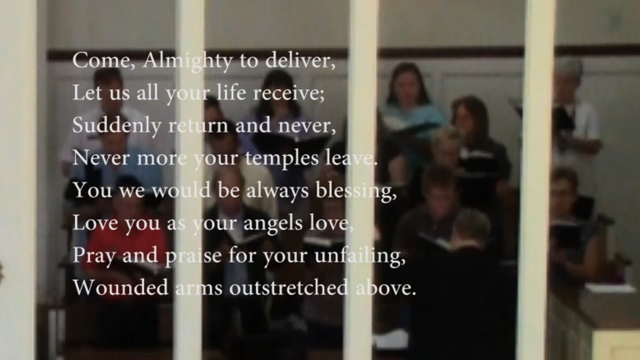 Come, Almighty to deliver,
Let us all your life receive;
Suddenly return and never,
Never more your temples leave.
You we would be always blessing,
Love you as your angels love,
Pray and praise for your unfailing,
Wounded arms outstretched above.